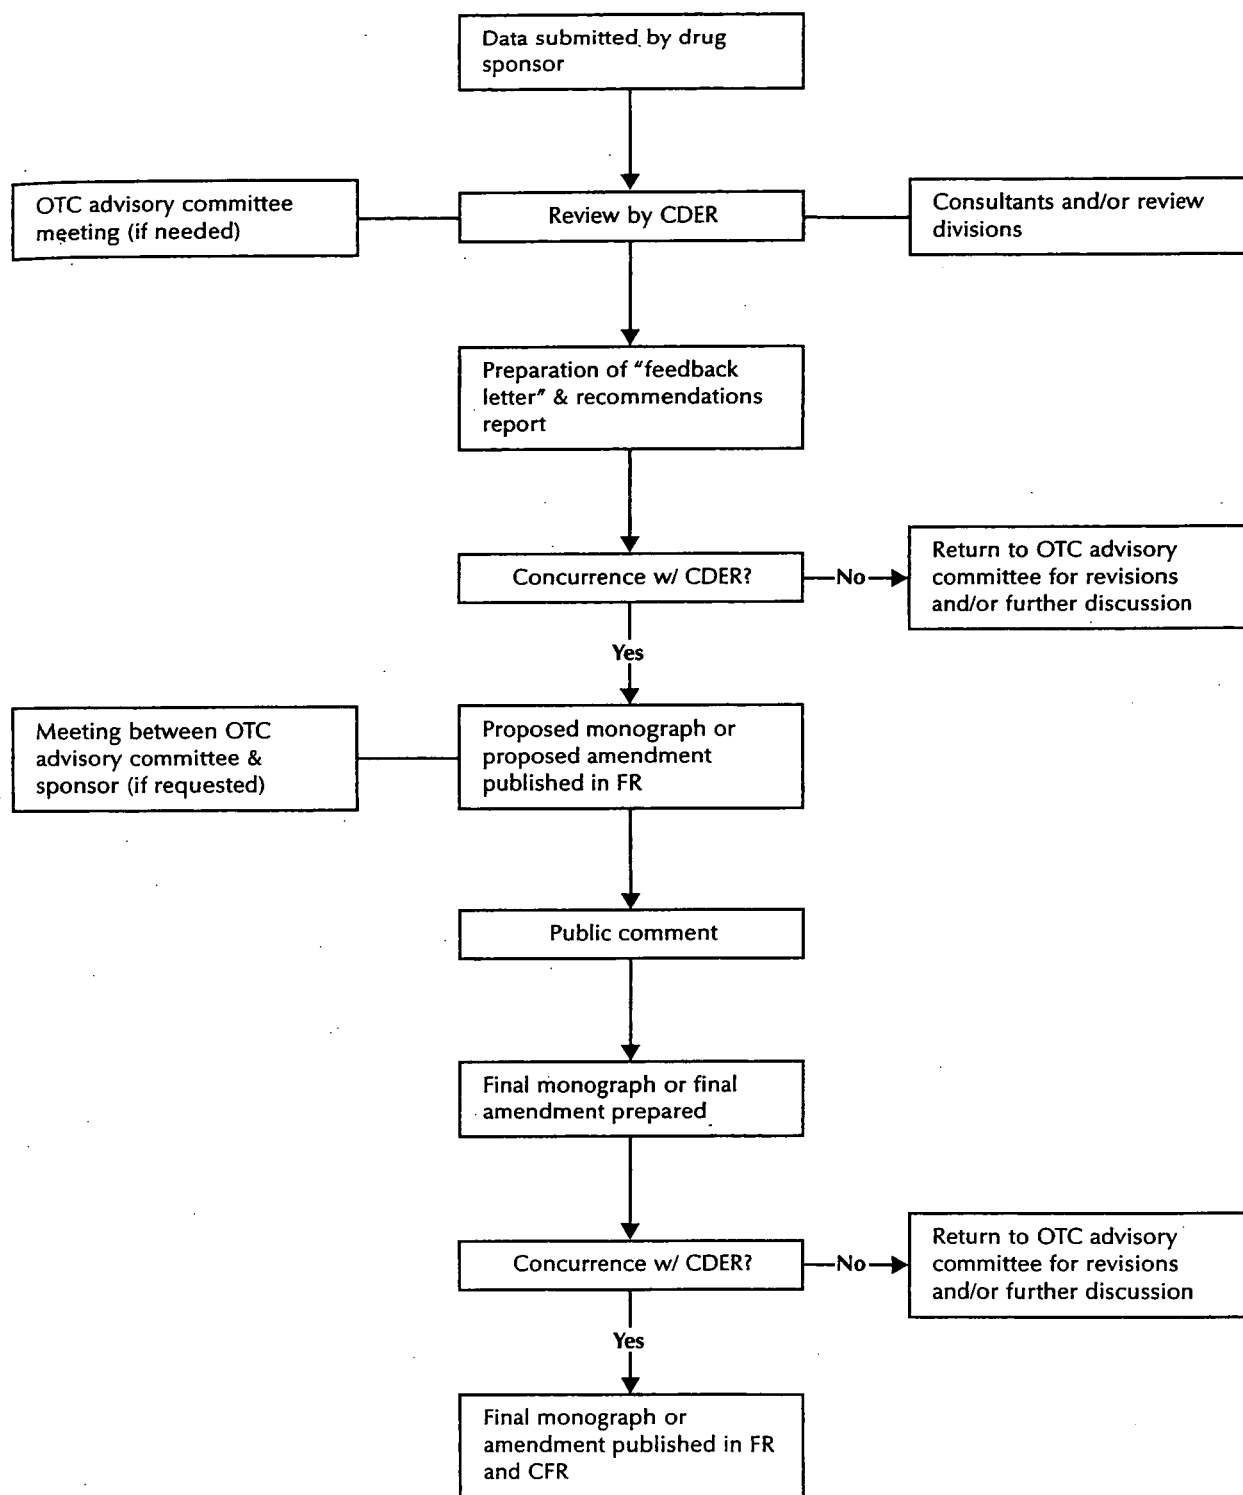 Data submitted by drug
sponsor
OTC advisory committee
meeting (if needed)
Review by CDER
Consultants and/or review
divisions
Preparation of "feedback
letter" & recommendations
report
Concurrence w/ CDER?
No
Return to OTC advisory
committee for revisions
and/or further discussion
Yes
Meeting between OTC
advisory committee &
sponsor (if requested)
Proposed monograph or
proposed amendment
published in FR
Public comment
Final monograph or final
amendment prepared
Concurrence w/ CDER?
No
Return to OTC advisory
committee for revisions
and/or further discussion
Yes
Final monograph or
amendment published in FR
and CFR